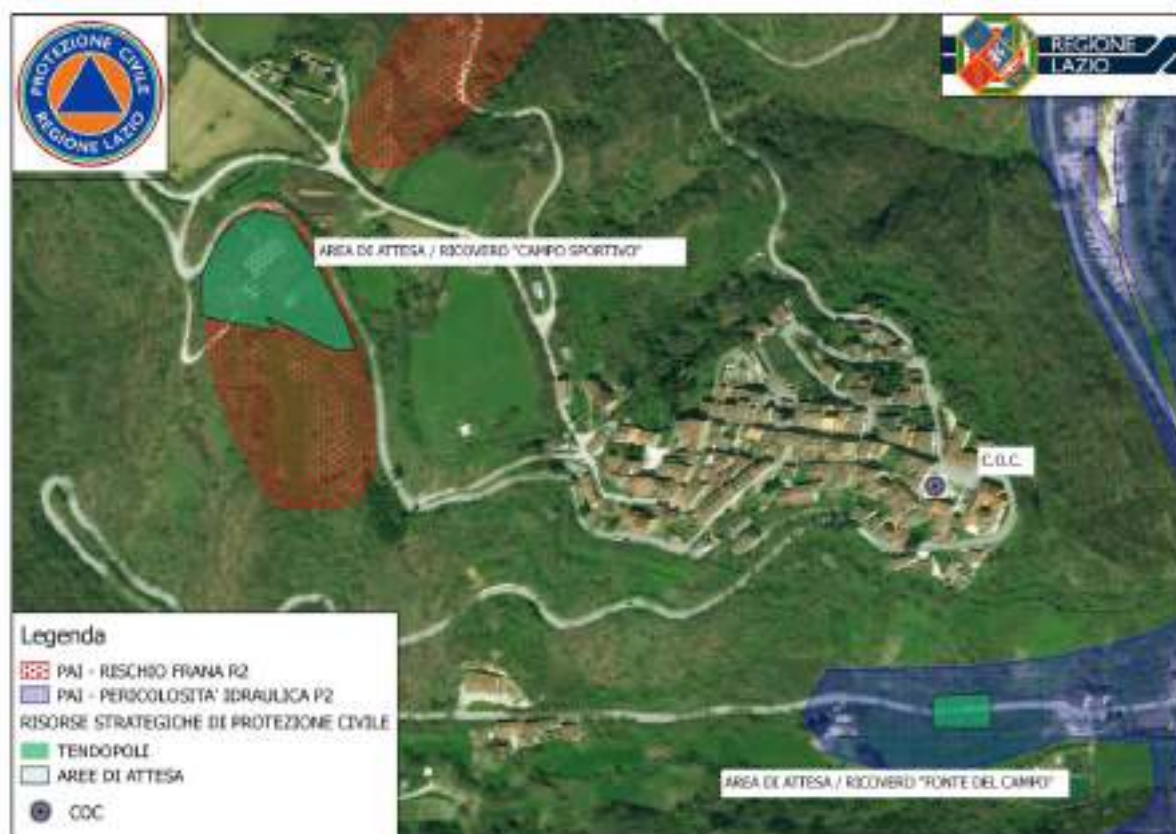 PROTEZIONE CIVILE
REGIONE LAZIO
REGIONE
LAZIO
AREA DI ATTESA / RICOVERO "CAMPO SPORTIVO"
C.O.C.
Legenda
PAI - RISCHIO FRANA R2
PAI - PERICOLOSITA' IDRAULICA P2
RISORSE STRATEGICHE DI PROTEZIONE CIVILE
TENDOPOLI
AREE DI ATTESA
COC
AREA DI ATTESA / RICOVERO "FONTE DEL CAMPO"